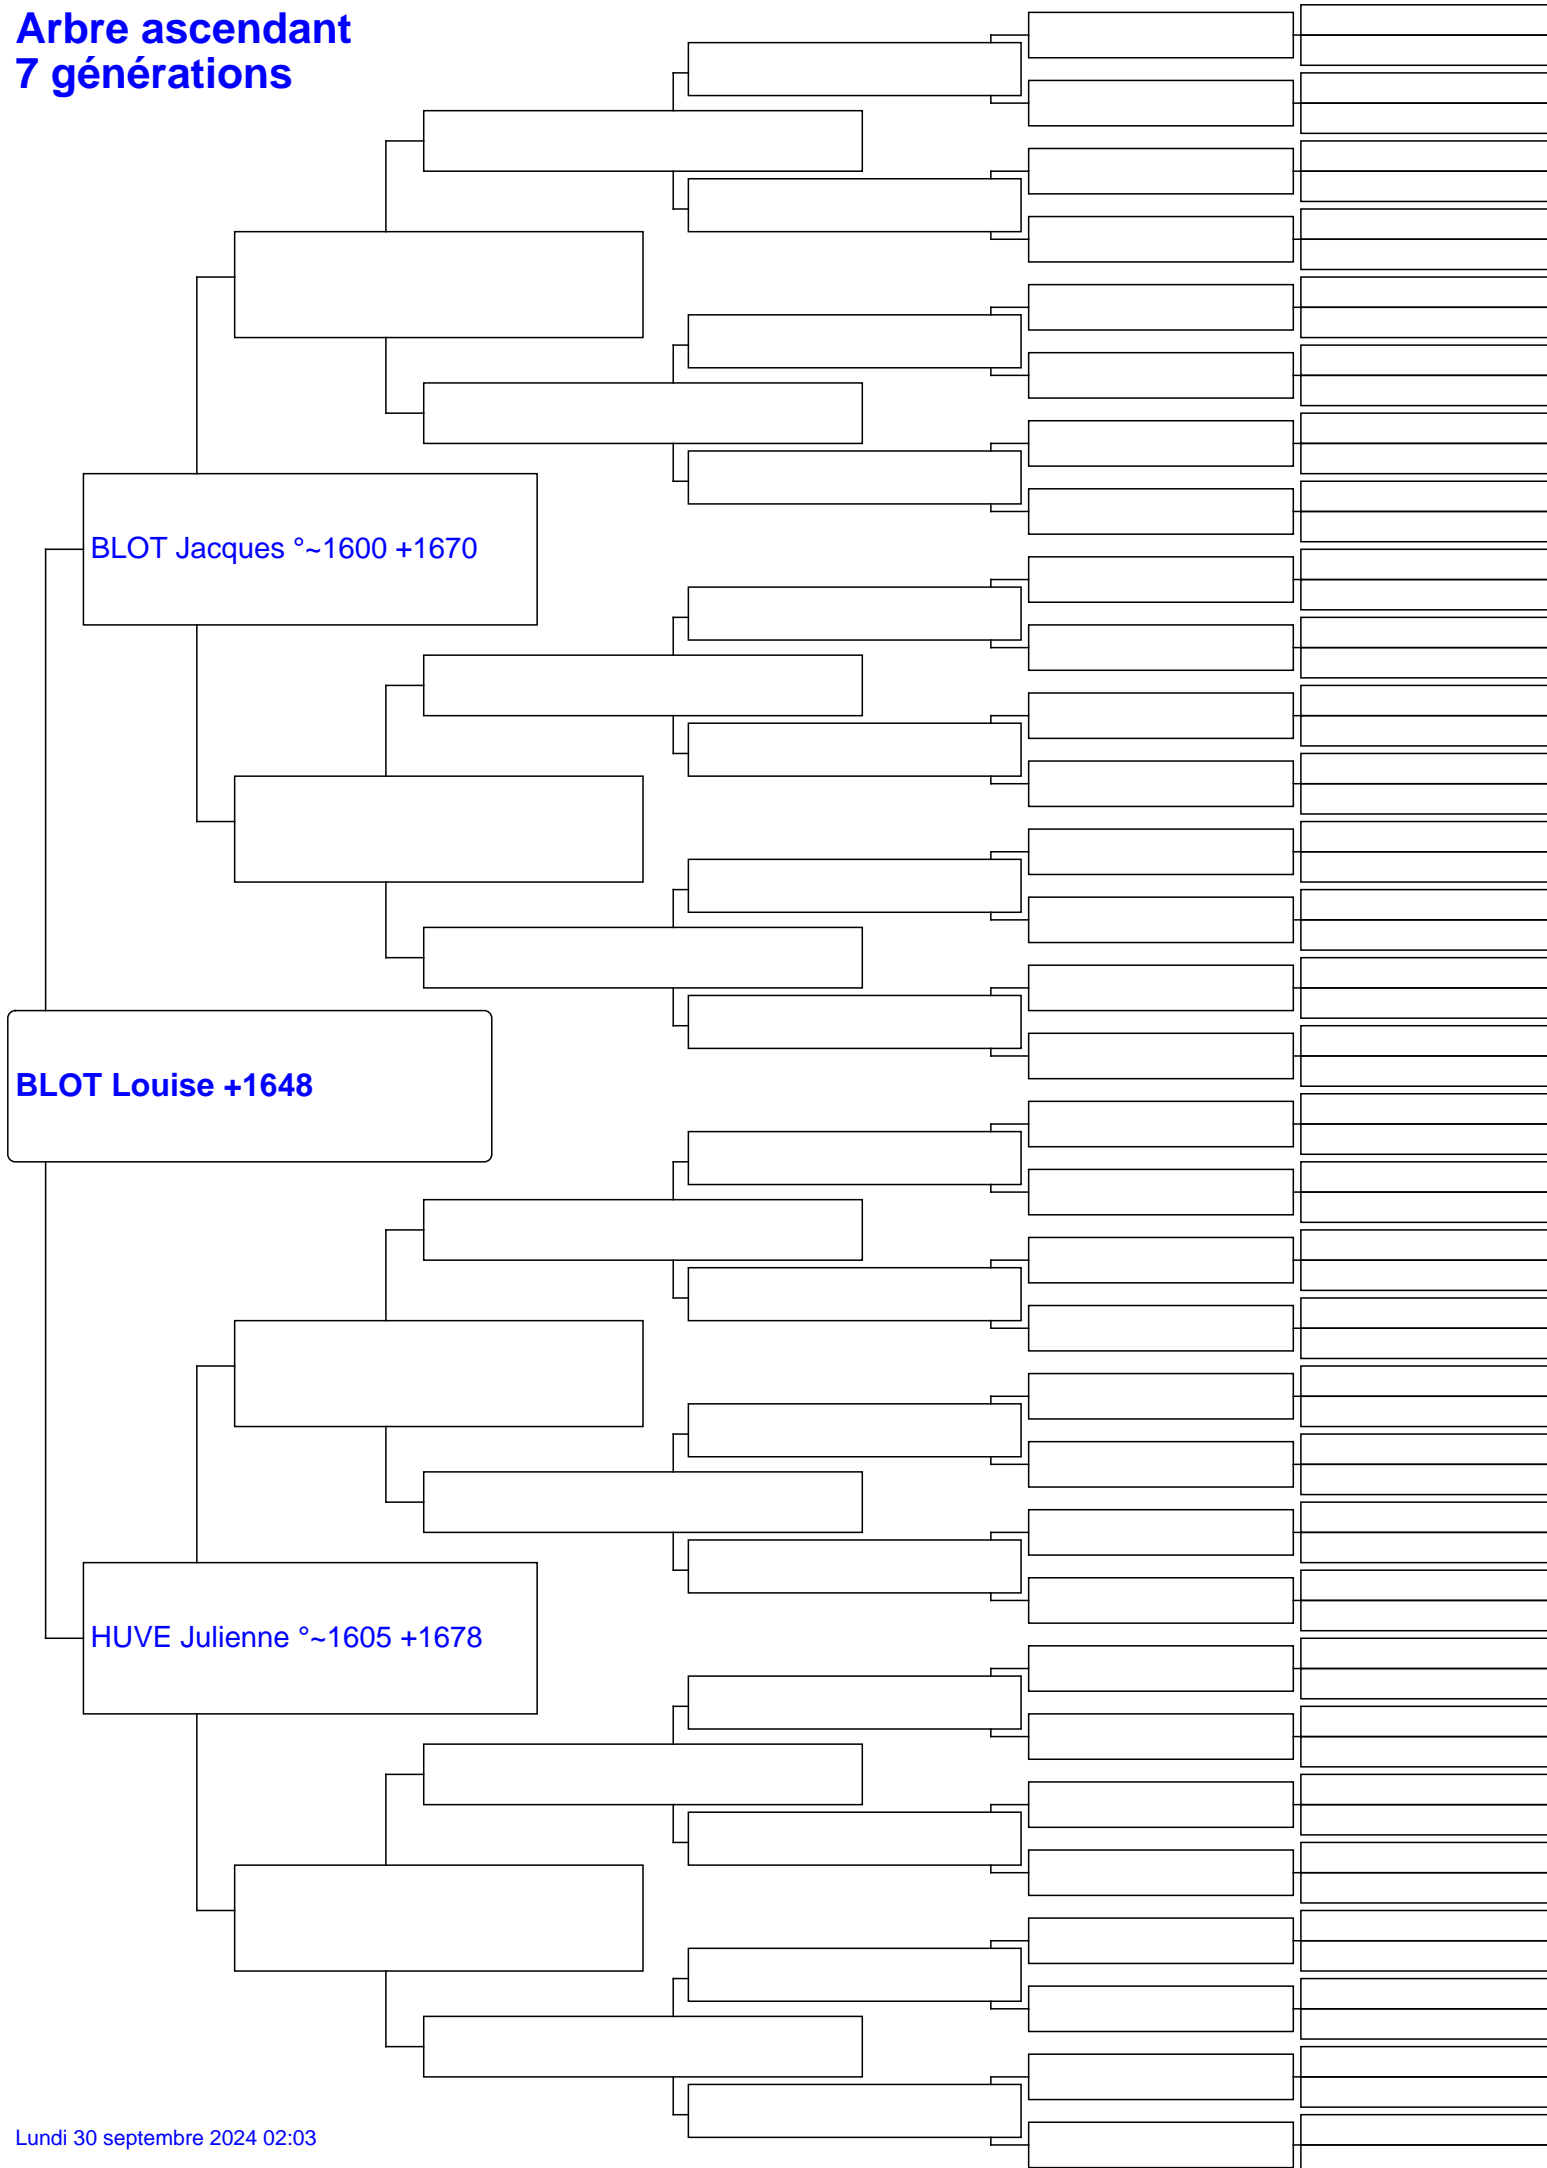 Arbre ascendant
7 générations
BLOT Jacques °~1600 +1670
BLOT Louise +1648
HUVE Julienne °~1605 +1678
Lundi 30 septembre 2024 02:03